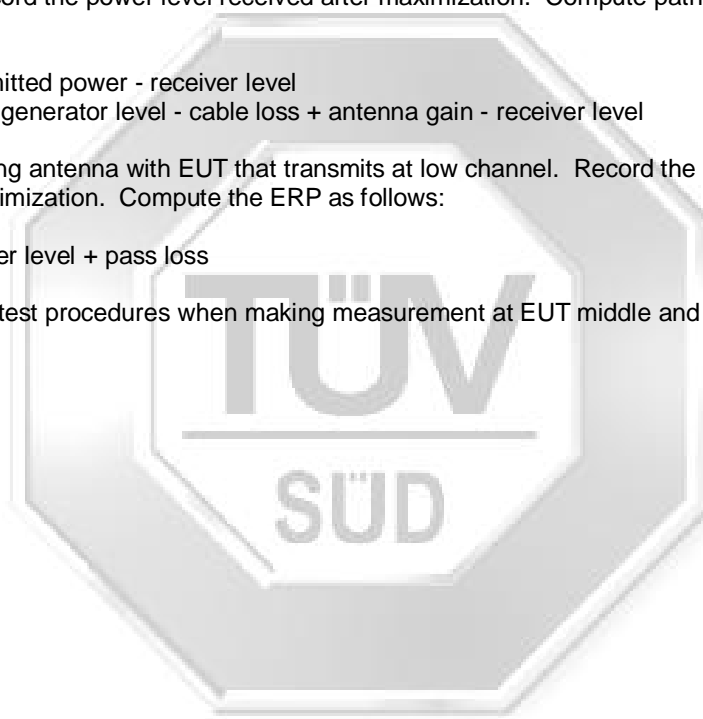 ord the power level received after maximization. Compute path
itted power - receiver level
generator level - cable loss + antenna gain - receiver level
ng antenna with EUT that transmits at low channel. Record the
imization. Compute the ERP as follows:
er level + pass loss
test procedures when making measurement at EUT middle and
TÜV
SÜD